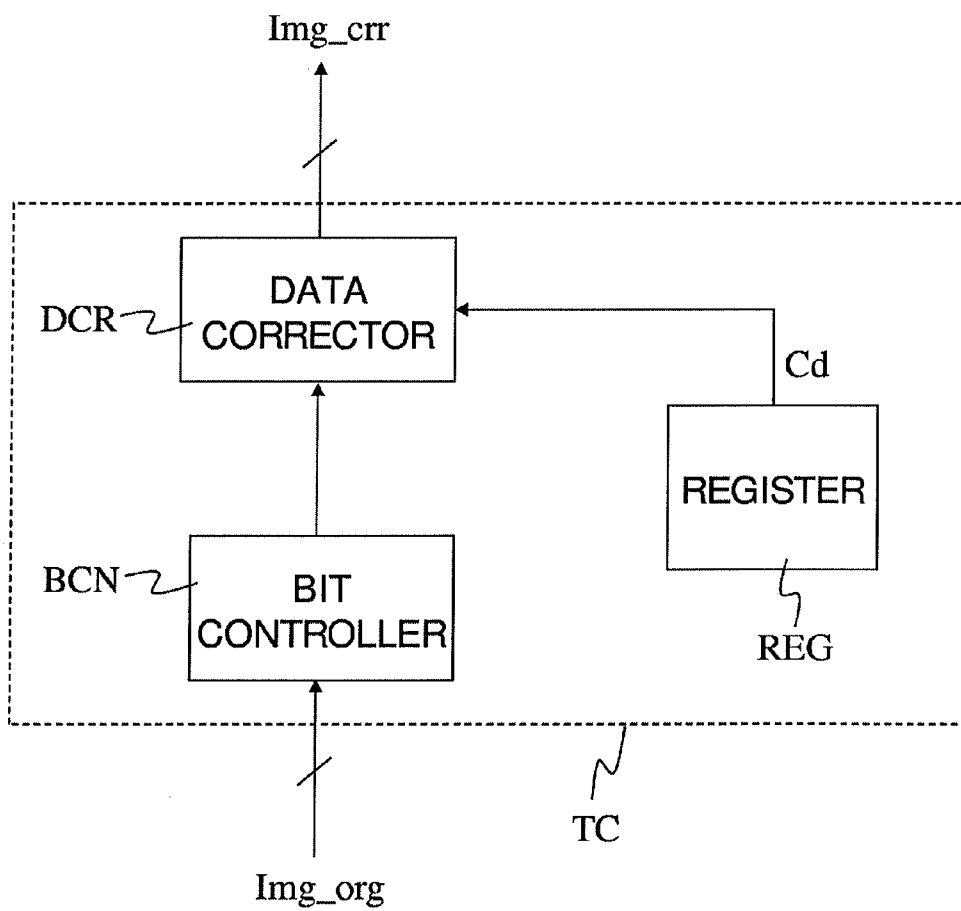 Img_crr
DATA
CORRECTOR
DCR
Cd
REGISTER
BIT
CONTROLLER
BCN
REG
TC
Img_org